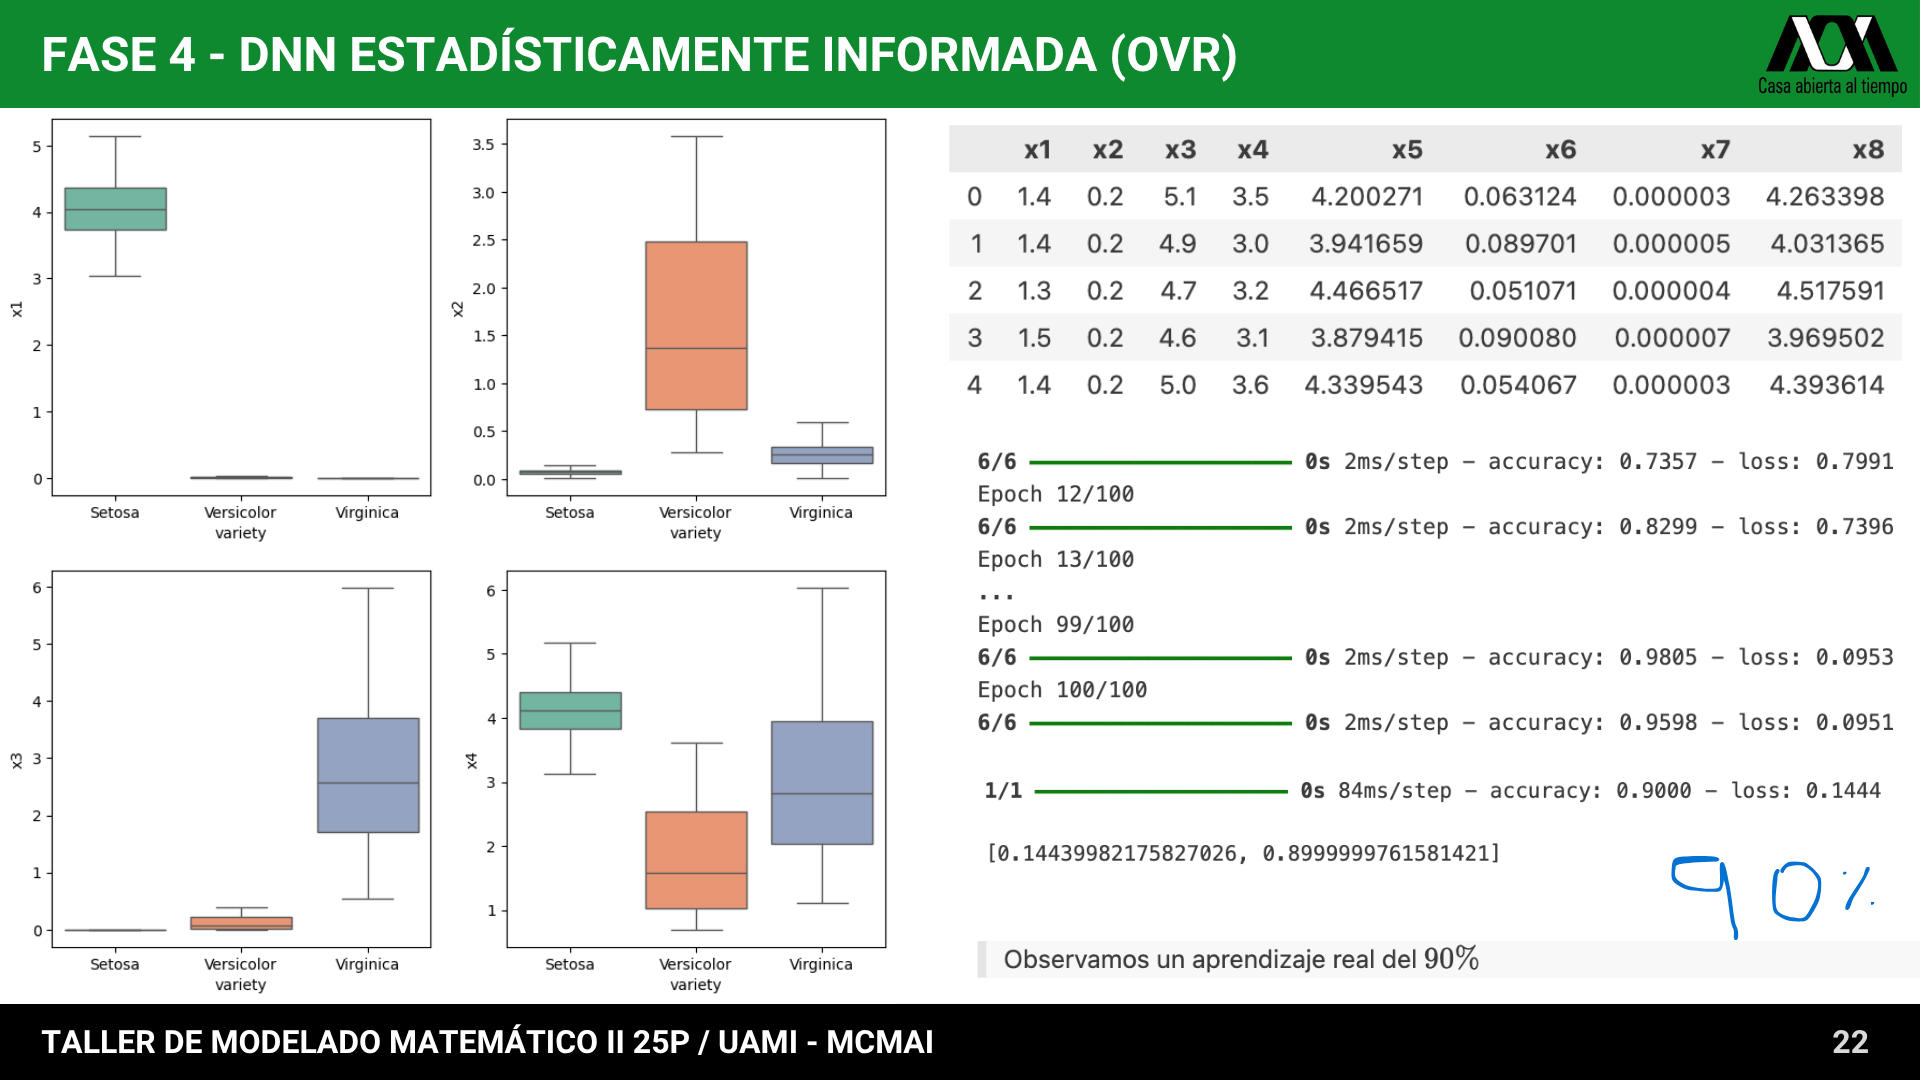 FASE 4 - DNN ESTADÍSTICAMENTE INFORMADA (OVR)
Casa abierta al tiempo
5
4
3
2
1
0
x1
Setosa Versicolor Virginica
variety
3.5
3.0
2.5
2.0
1.5
1.0
0.5
0.0
x2
Setosa Versicolor Virginica
variety
6
5
4
3
2
1
0
x3
Setosa Versicolor Virginica
variety
6
5
4
3
2
1
x4
Setosa Versicolor Virginica
variety
x1 x2 x3 x4 x5 x6 x7 x8
0 1.4 0.2 5.1 3.5 4.200271 0.063124 0.000003 4.263398
1 1.4 0.2 4.9 3.0 3.941659 0.089701 0.000005 4.031365
2 1.3 0.2 4.7 3.2 4.466517 0.051071 0.000004 4.517591
3 1.5 0.2 4.6 3.1 3.879415 0.090080 0.000007 3.969502
4 1.4 0.2 5.0 3.6 4.339543 0.054067 0.000003 4.393614
6/6 0s 2ms/step – accuracy: 0.7357 – loss: 0.7991
Epoch 12/100
6/6 0s 2ms/step – accuracy: 0.8299 – loss: 0.7396
Epoch 13/100
...
Epoch 99/100
6/6 0s 2ms/step – accuracy: 0.9805 – loss: 0.0953
Epoch 100/100
6/6 0s 2ms/step – accuracy: 0.9598 – loss: 0.0951
1/1 0s 84ms/step – accuracy: 0.9000 – loss: 0.1444
[0.14439982175827026, 0.8999999761581421]
90%
Observamos un aprendizaje real del 90%
TALLER DE MODELADO MATEMÁTICO II 25P / UAMI - MCMAI
22